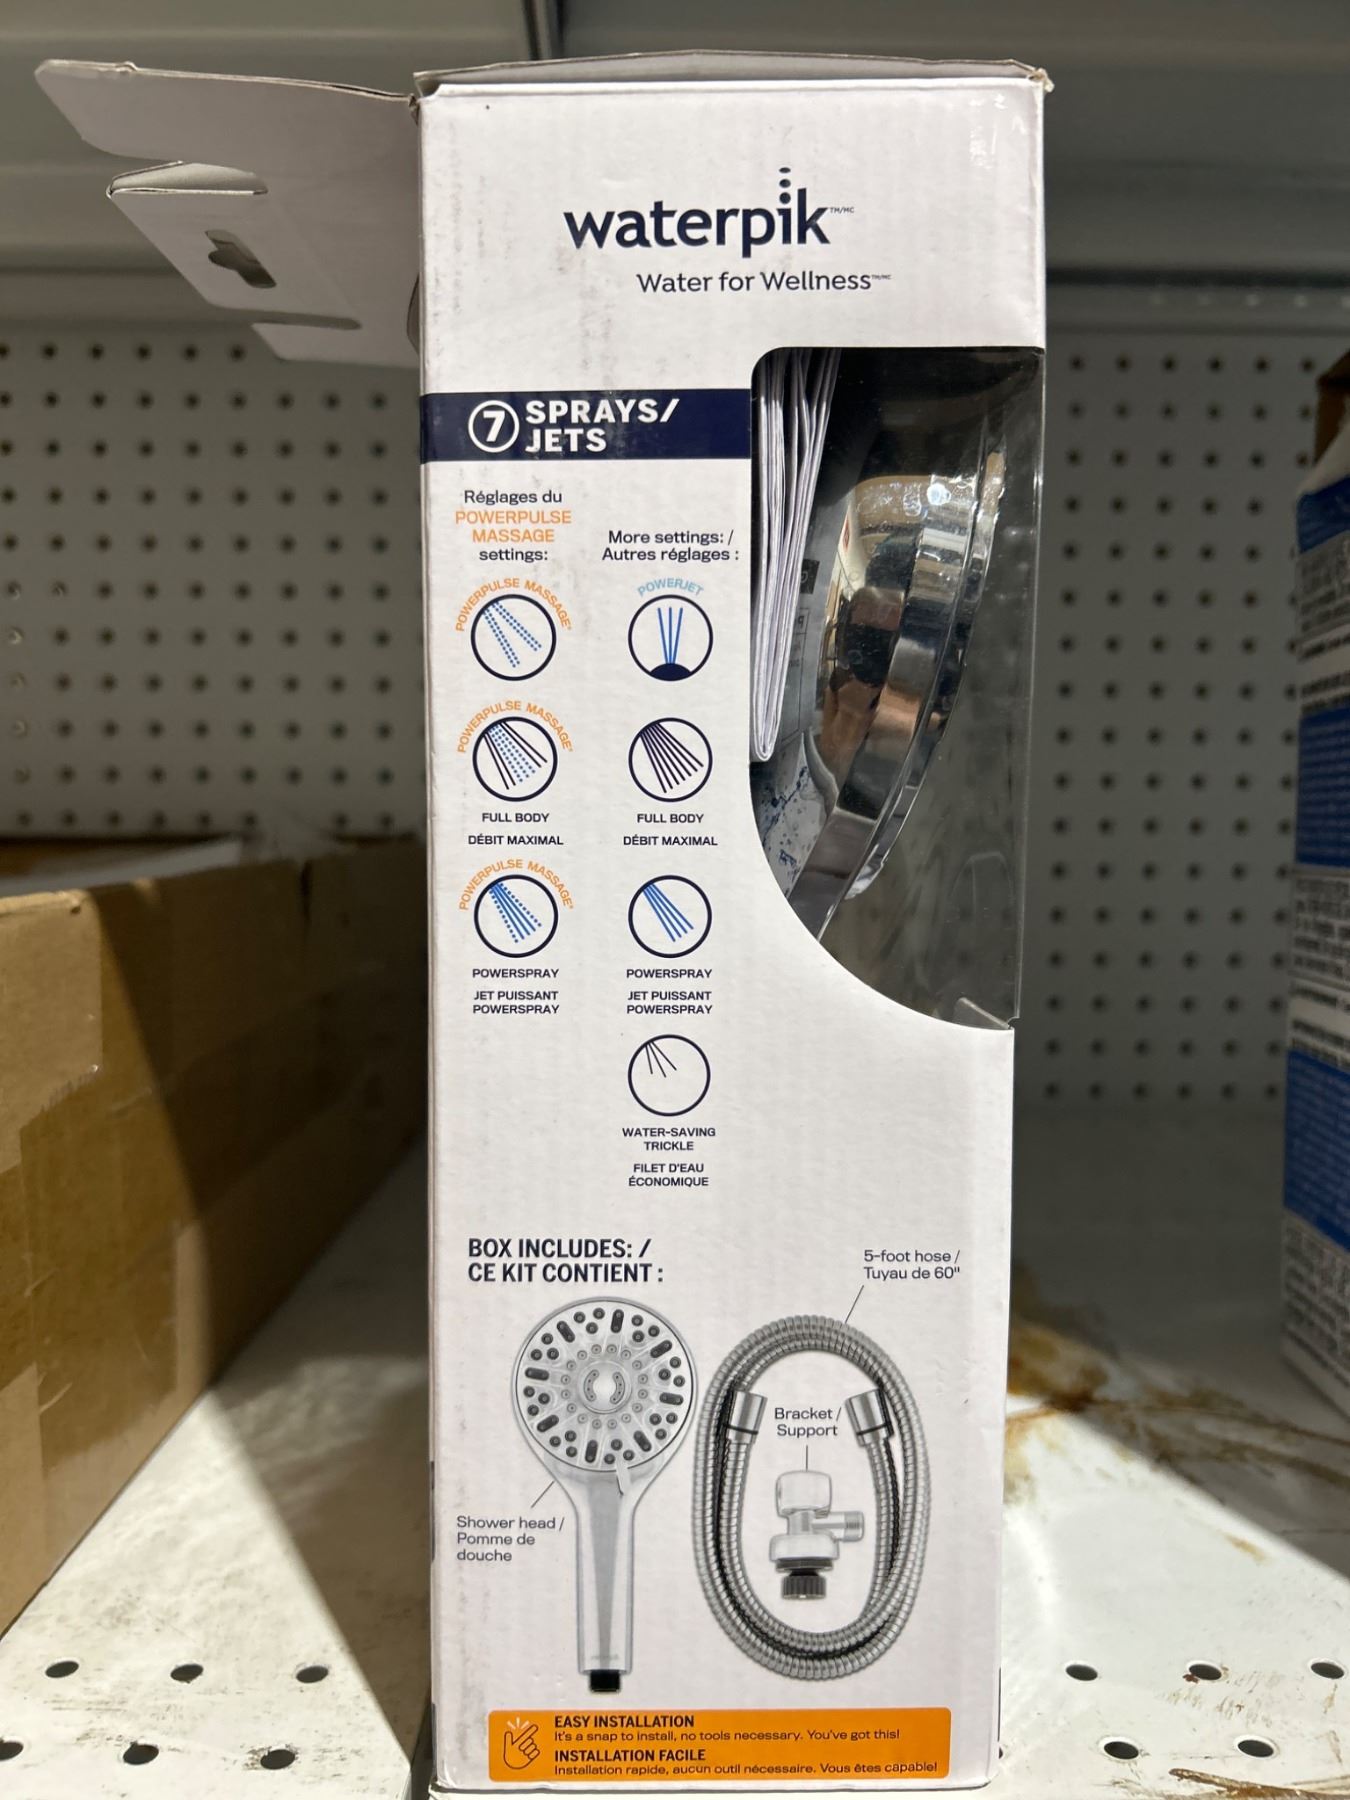 waterpik™/MC
Water for Wellness™/MC
7 SPRAYS/
JETS
Réglages du
POWERPULSE
MASSAGE
settings:
POWERPULSE MASSAGE®
POWERPULSE MASSAGE®
FULL BODY
DÉBIT MAXIMAL
POWERPULSE MASSAGE®
POWERSPRAY
JET PUISSANT
POWERSPRAY
More settings: /
Autres réglages :
POWERJET
FULL BODY
DÉBIT MAXIMAL
POWERSPRAY
JET PUISSANT
POWERSPRAY
WATER-SAVING
TRICKLE
FILET D'EAU
ÉCONOMIQUE
BOX INCLUDES: /
CE KIT CONTIENT :
5-foot hose /
Tuyau de 60"
Bracket /
Support
Shower head /
Pomme de
douche
EASY INSTALLATION
It's a snap to install, no tools necessary. You've got this!
INSTALLATION FACILE
Installation rapide, aucun outil nécessaire. Vous êtes capable!